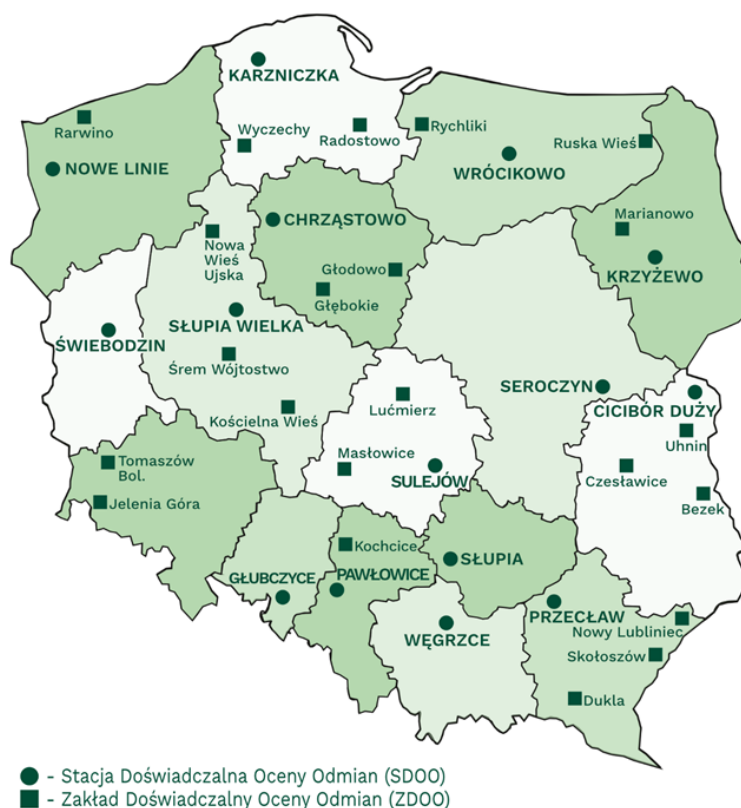 KARZNICZKA
Rarwino
Wyczechy
Radostowo
Rychliki
Ruska Wieś
NOWE LINIE
WRÓCIKOWO
CHRZĄSTOWO
Marianowo
Nowa
Wieś
Ujska
Głodowo
KRZYŻEWO
Głębokie
SŁUPIA WIELKA
ŚWIEBODZIN
Śrem Wójtostwo
SEROCZYN
Lućmierz
CICIBÓR DUŻY
Kościelna Wieś
Uhnin
Masłowice
SULEJÓW
Czesławice
Bezek
Tomaszów
Bol.
Jelenia Góra
Kochcice
SŁUPIA
GŁUBCZYCE
PAWŁOWICE
PRZECŁAW
Nowy Lubliniec
WĘGRZCE
Skołoszów
Dukla
- Stacja Doświadczalna Oceny Odmian (SDOO)
- Zakład Doświadczalny Oceny Odmian (ZDOO)